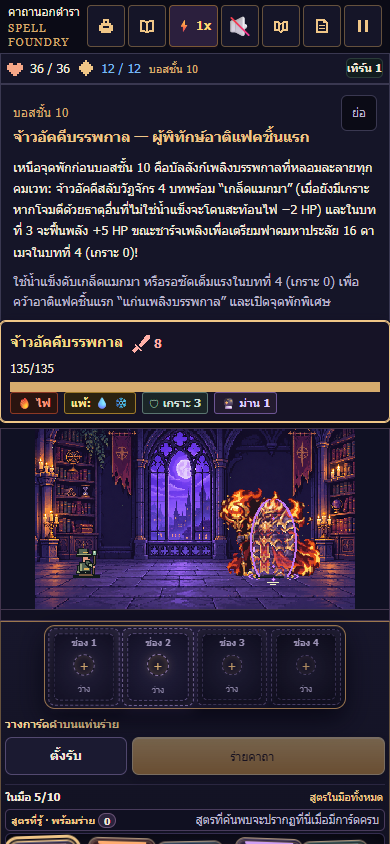 คาถานอกตำรา
SPELL
FOUNDRY
1x
36 / 36
12 / 12
บอสชั้น 10
เทิร์น 1
บอสชั้น 10
ย่อ
จ้าวอัคคีบรรพกาล — ผู้พิทักษ์อาติแฟคชิ้นแรก
เหนือจุดพักก่อนบอสชั้น 10 คือบัลลังก์เพลิงบรรพกาลที่หลอมละลายทุก
คมเวท: จ้าวอัคคีสลับวัฏจักร 4 บทพร้อม “เกล็ดแมกมา” (เมื่อยังมีเกราะ
หากโจมตีด้วยธาตุอื่นที่ไม่ใช่น้ำแข็งจะโดนสะท้อนไฟ −2 HP) และในบท
ที่ 3 จะฟื้นพลัง +5 HP ขณะชาร์จเพลิงเพื่อเตรียมฟาดมหาประลัย 16 ดา
เมจในบทที่ 4 (เกราะ 0)!
ใช้น้ำแข็งดับเกล็ดแมกมา หรือรอซัดเต็มแรงในบทที่ 4 (เกราะ 0) เพื่อ
คว้าอาติแฟคชิ้นแรก “แก่นเพลิงบรรพกาล” และเปิดจุดพักพิเศษ
จ้าวอัคคีบรรพกาล 8
135/135
ไฟ
แพ้:
เกราะ 3
ม่าน 1
ช่อง 1
ช่อง 2
ช่อง 3
ช่อง 4
+
+
+
+
วาง
วาง
วาง
วาง
วางการ์ดคำบนแท่นร่าย
ตั้งรับ
ร่ายคาถา
ในมือ 5/10
สูตรในมือทั้งหมด
สูตรที่รู้ · พร้อมร่าย 0
สูตรที่ค้นพบจะปรากฏที่นี่เมื่อมีการ์ดครบ